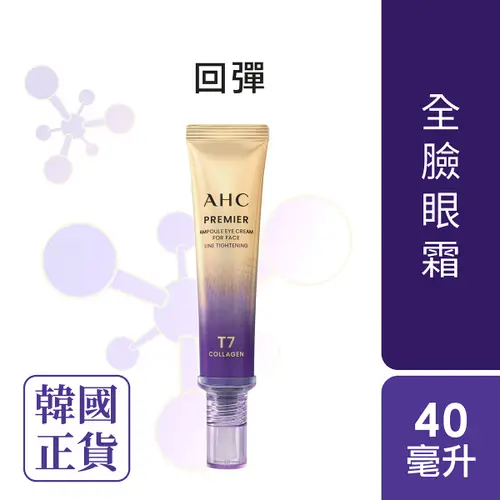 回彈
AHC
PREMIER
AMPOULE EYE CREAM
FOR FACE
LINE TIGHTENING
T7
COLLAGEN
全臉眼霜
韓國
正貨
40
毫升